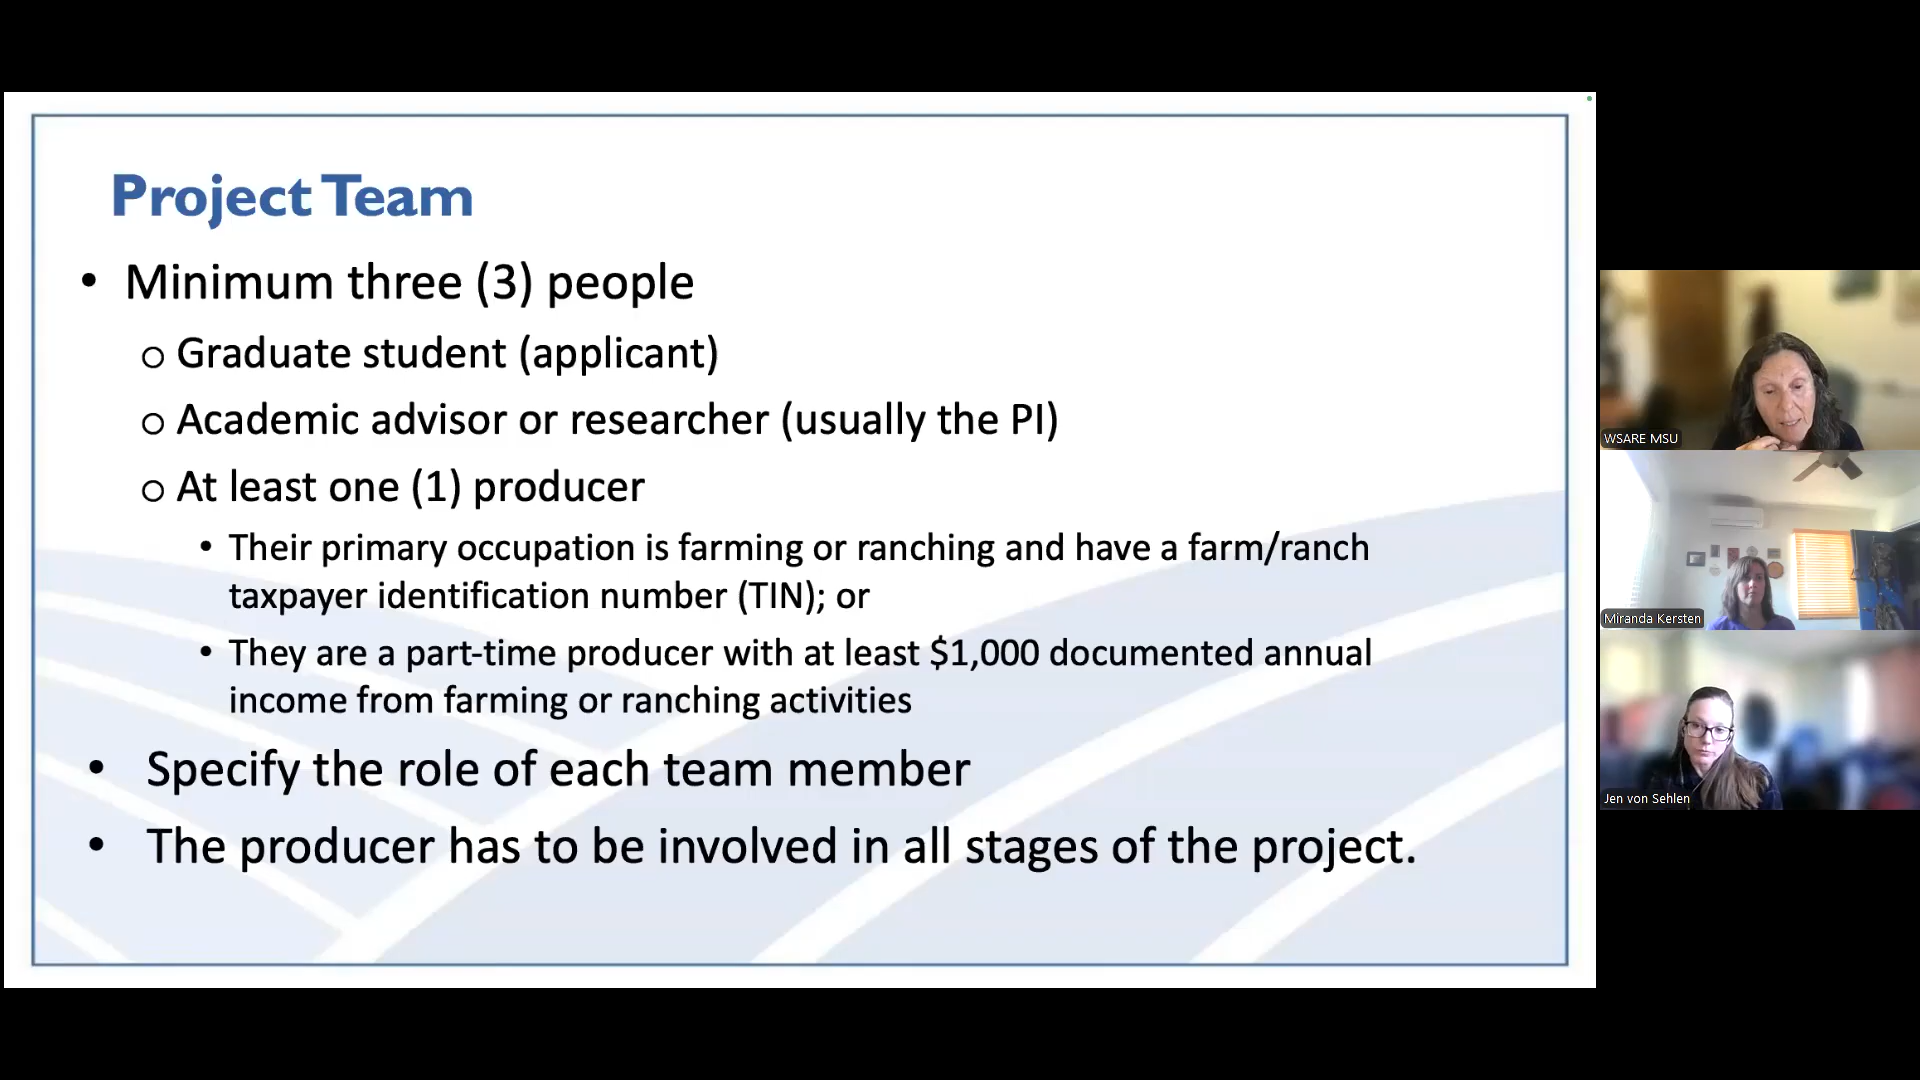 Project Team
• Minimum three (3) people
o Graduate student (applicant)
o Academic advisor or researcher (usually the PI)
o At least one (1) producer
• Their primary occupation is farming or ranching and have a farm/ranch
taxpayer identification number (TIN); or
• They are a part-time producer with at least $1,000 documented annual
income from farming or ranching activities
• Specify the role of each team member
• The producer has to be involved in all stages of the project.
WSARE MSU
Miranda Kersten
Jen von Sehlen